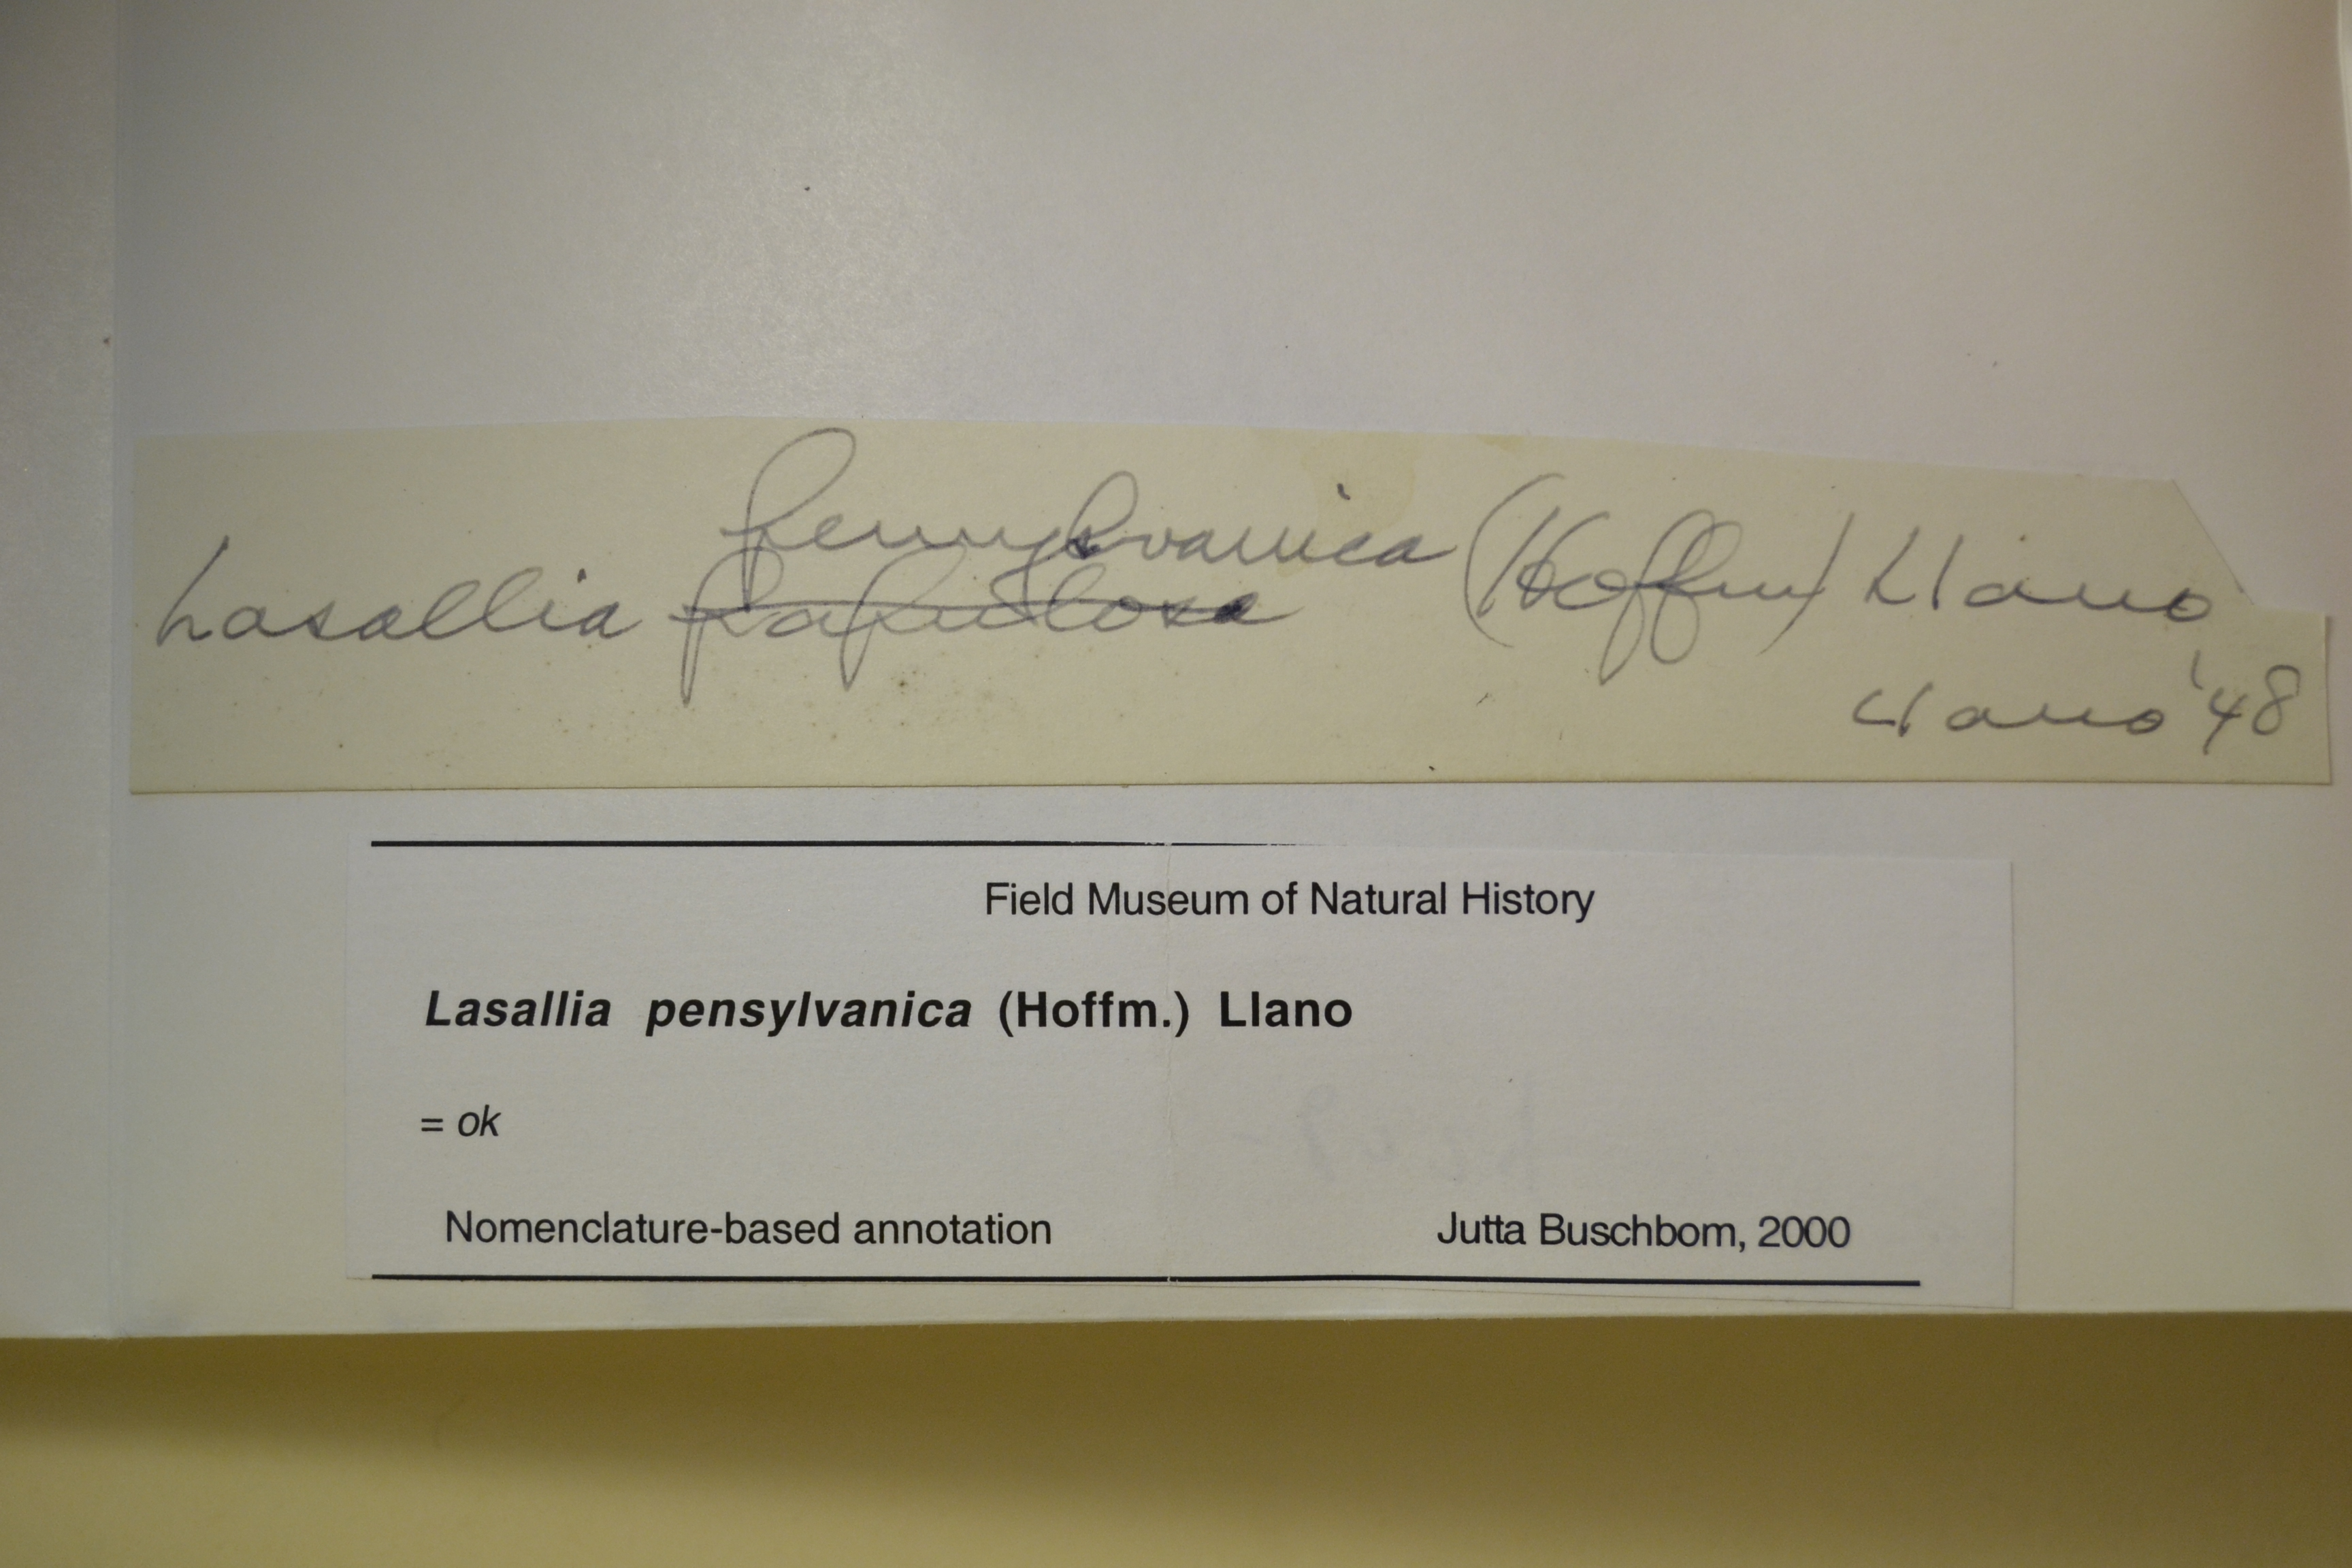 pennsylvanica
Lasallia papulosa (Hoffm) Llano
Llano '48
Field Museum of Natural History
Lasallia pensylvanica (Hoffm.) Llano
= ok
Nomenclature-based annotation Jutta Buschbom, 2000